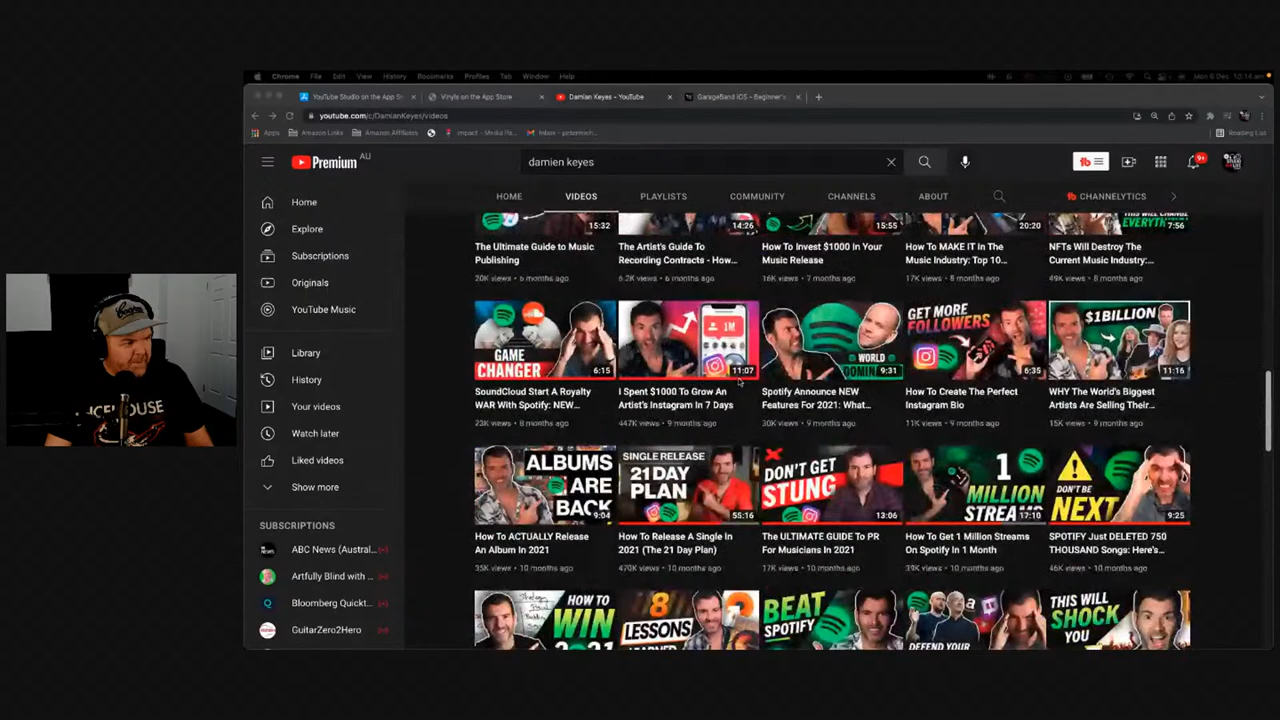 Chrome File Edit View History Bookmarks Profiles Tab Window Help
Mon 6 Dec 10:14 am
YouTube Studio on the App St
Vinyls on the App Store
Damian Keyes – YouTube
GarageBand iOS – Beginner's
youtube.com/c/DamianKeyes/videos
Apps
Amazon Links
Amazon Affiliates
Reading List
Premium AU
damien keyes
9+
HOME VIDEOS PLAYLISTS COMMUNITY CHANNELS ABOUT CHANNELYTICS
Home
Explore
Subscriptions
Originals
YouTube Music
Library
History
Your videos
Watch later
Liked videos
Show more
SUBSCRIPTIONS
ABC News (Austral...
Artfully Blind with ...
Bloomberg Quickt...
GuitarZero2Hero
15:32
The Ultimate Guide to Music
Publishing
20K views • 6 months ago
14:26
The Artist's Guide To
Recording Contracts - How...
6.2K views • 6 months ago
15:55
How To Invest $1000 In Your
Music Release
16K views • 7 months ago
20:20
How To MAKE IT In The
Music Industry: Top 10...
17K views • 8 months ago
EVERYTHI
7:56
NFTs Will Destroy The
Current Music Industry:...
49K views • 8 months ago
GAME
CHANGER
6:15
SoundCloud Start A Royalty
WAR With Spotify: NEW...
23K views • 8 months ago
1M
11:07
I Spent $1000 To Grow An
Artist's Instagram In 7 Days
447K views • 9 months ago
WORLD
9:31
Spotify Announce NEW
Features For 2021: What...
30K views • 9 months ago
GET MORE
FOLLOWERS
6:35
How To Create The Perfect
Instagram Bio
11K views • 9 months ago
$1BILLION
11:16
WHY The World's Biggest
Artists Are Selling Their...
15K views • 9 months ago
ALBUMS
ARE
BACK
9:04
How To ACTUALLY Release
An Album In 2021
35K views • 10 months ago
SINGLE RELEASE
21 DAY
PLAN
55:16
How To Release A Single In
2021 (The 21 Day Plan)
470K views • 10 months ago
DON'T GET
STUNG
13:06
The ULTIMATE GUIDE To PR
For Musicians In 2021
17K views • 10 months ago
1
MILLION
STREAMS
17:10
How To Get 1 Million Streams
On Spotify In 1 Month
39K views • 10 months ago
DON'T BE
NEXT
9:25
SPOTIFY Just DELETED 750
THOUSAND Songs: Here's...
46K views • 10 months ago
HOW TO
WIN
8
LESSONS
BEAT
SPOTIFY
DEFEND YOUR
THIS WILL
SHOCK
YOU